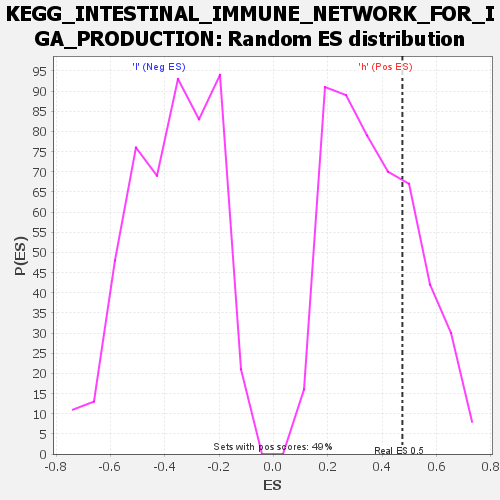 KEGG_INTESTINAL_IMMUNE_NETWORK_FOR_I
GA_PRODUCTION: Random ES distribution
'l' (Neg ES)
'h' (Pos ES)
95
90
85
80
75
70
65
60
55
50
45
40
35
30
25
20
15
10
5
0
P(ES)
Sets with pos scores: 49%
Real ES 0.5
-0.8 -0.6 -0.4 -0.2 0.0 0.2 0.4 0.6 0.8
ES